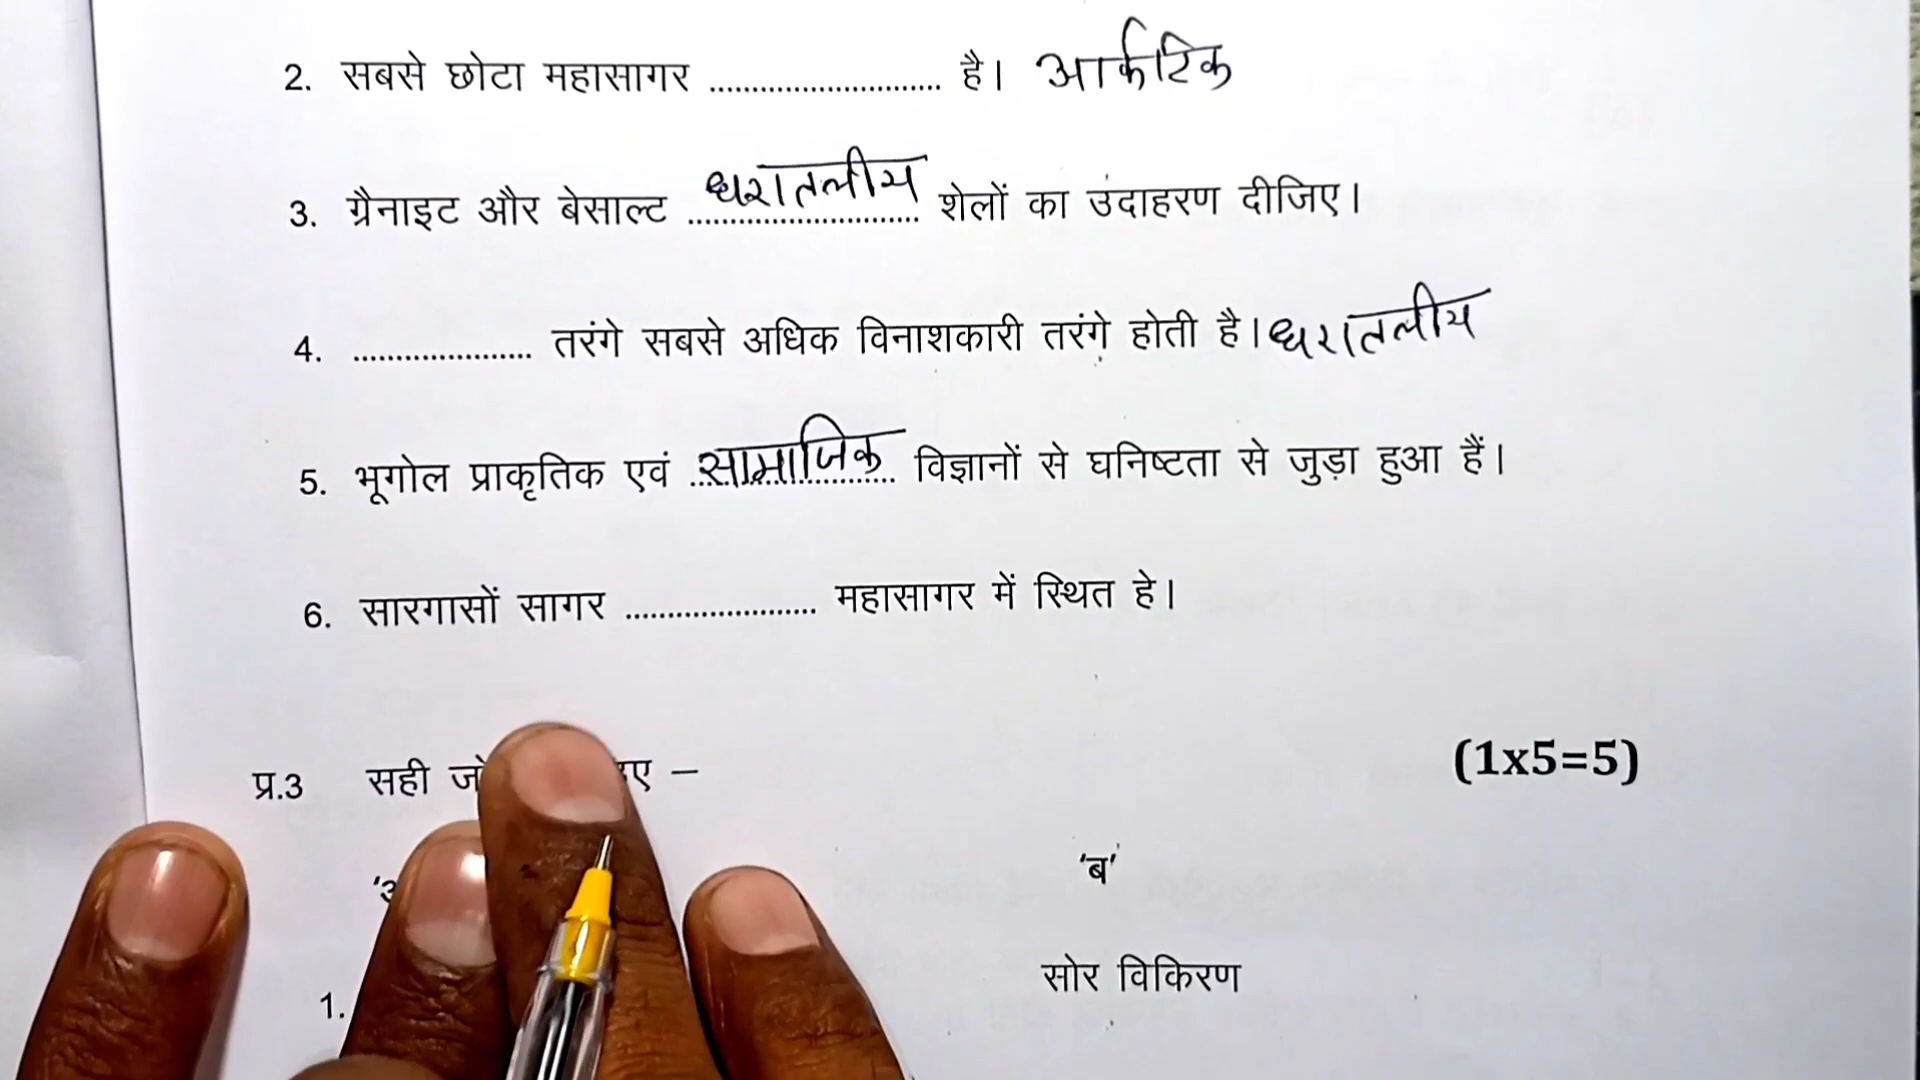 2. सबसे छोटा महासागर ........................... है। आर्कटिक
3. ग्रैनाइट और बेसाल्ट धरातलीय शेलों का उंदाहरण दीजिए।
4. ..................... तरंगे सबसे अधिक विनाशकारी तरंगे होती है। धरातलीय
5. भूगोल प्राकृतिक एवं सामाजिक विज्ञानों से घनिष्टता से जुड़ा हुआ हैं।
6. सारगासों सागर ...................... महासागर में स्थित हे।
प्र.3 सही – (1x5=5)
'ब'
1. सोर विकिरण